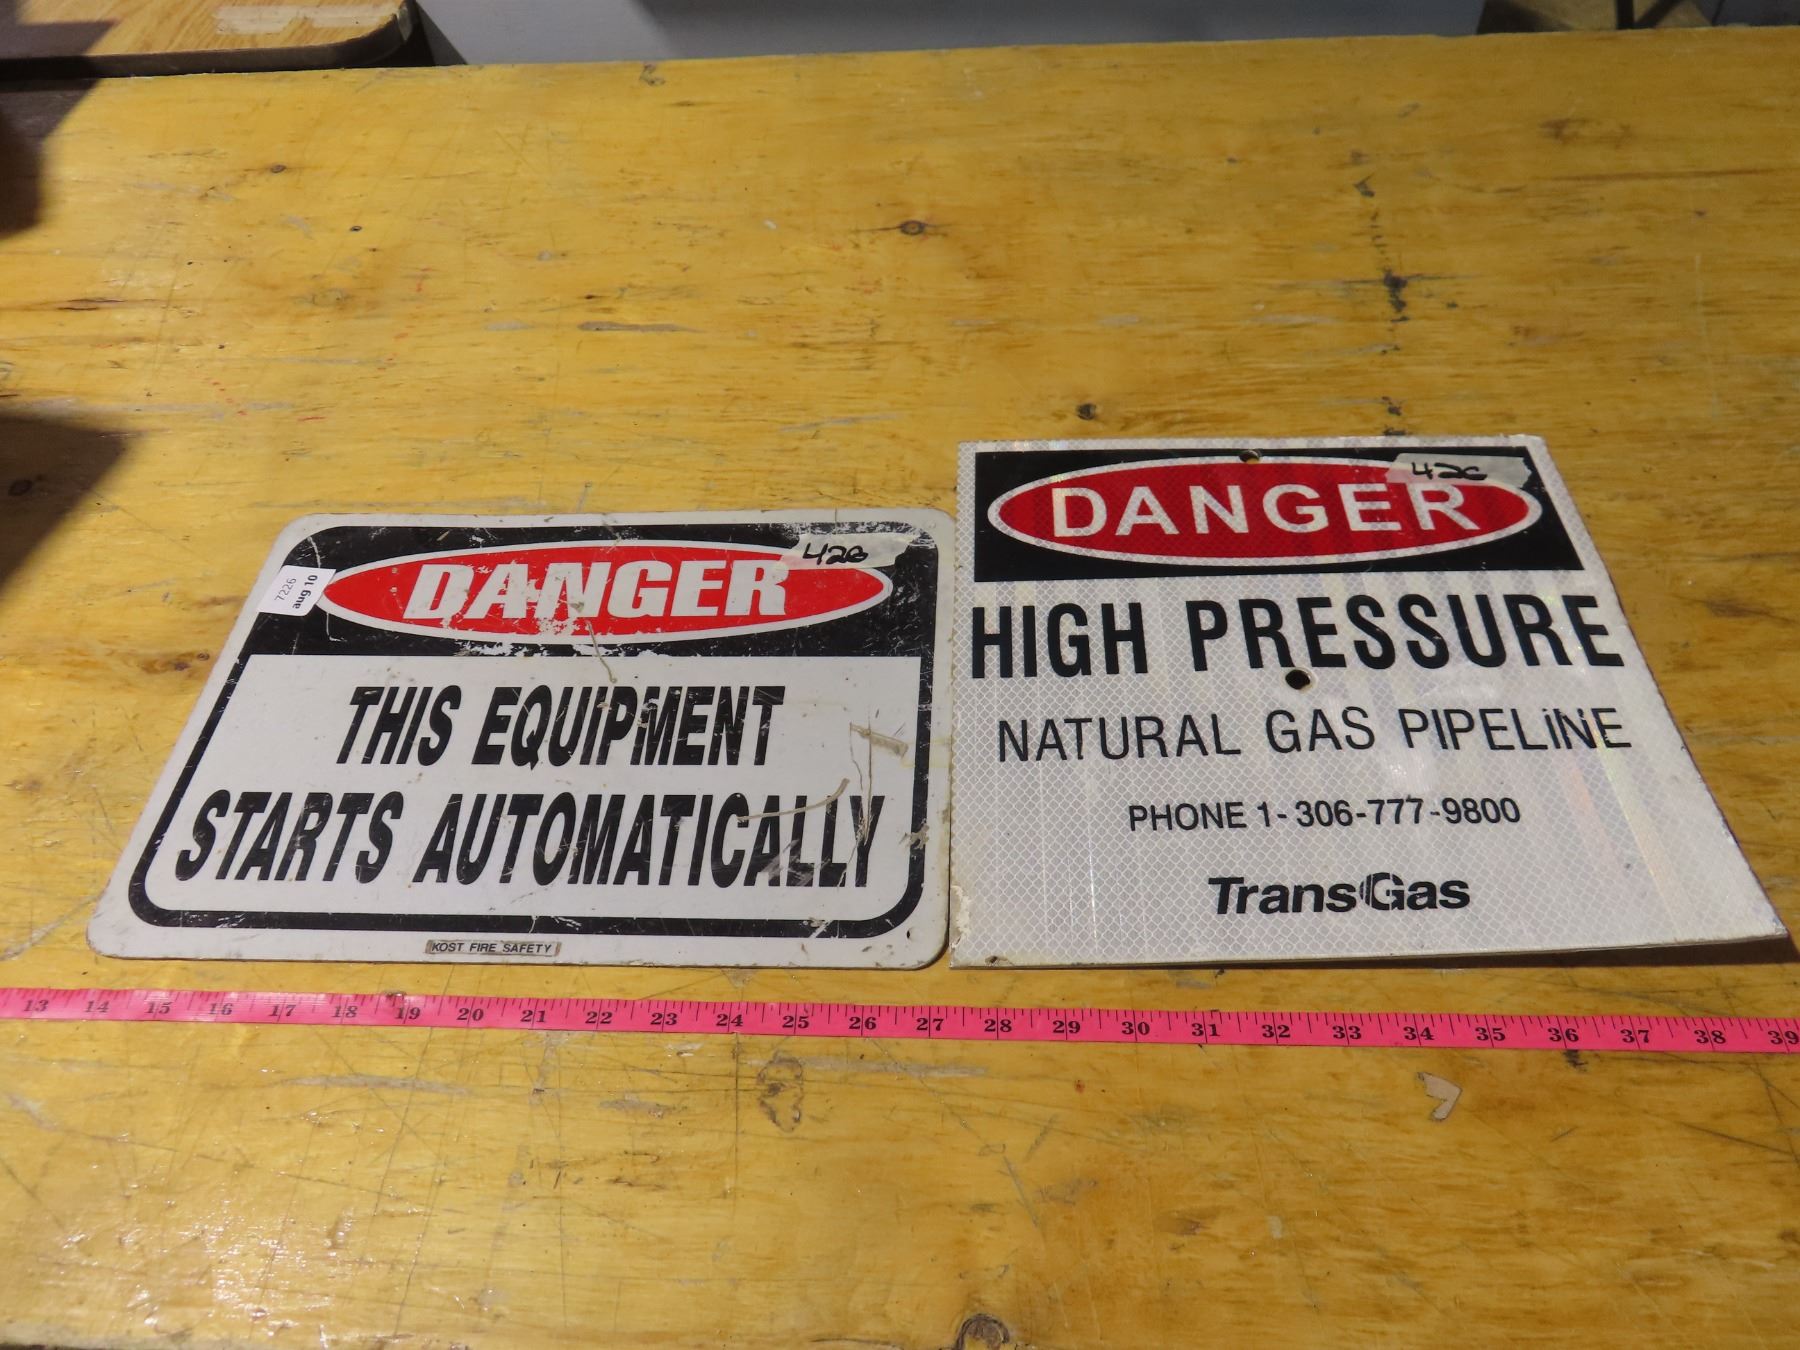 7226
aug 10
DANGER
42B
THIS EQUIPMENT
STARTS AUTOMATICALLY
KOST FIRE SAFETY
42C
DANGER
HIGH PRESSURE
NATURAL GAS PIPELINE
PHONE 1-306-777-9800
TransGas
13 14 15 16 17 18 19 20 21 22 23 24 25 26 27 28 29 30 31 32 33 34 35 36 37 38 39